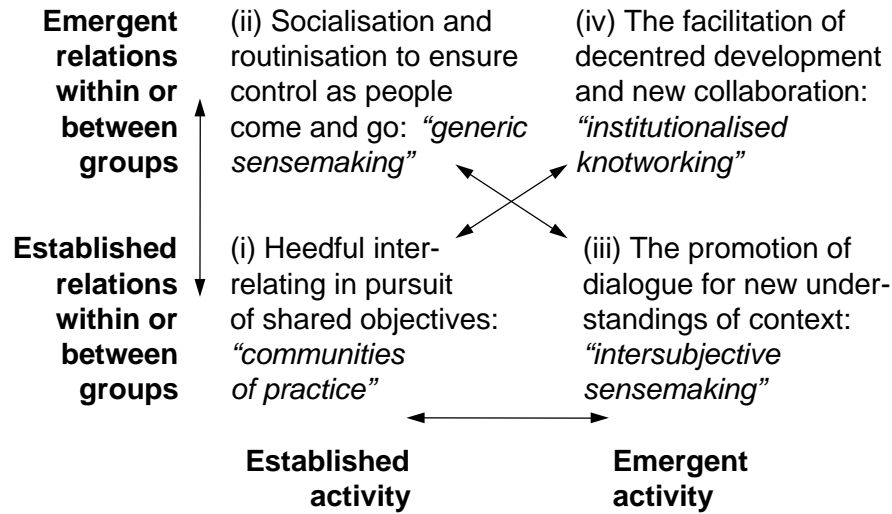 Emergent
relations
within or
between
groups
(ii) Socialisation and
routinisation to ensure
control as people
come and go: “generic
sensemaking”
(iv) The facilitation of
decentred development
and new collaboration:
“institutionalised
knotworking”
Established
relations
within or
between
groups
(i) Heedful inter-
relating in pursuit
of shared objectives:
“communities
of practice”
(iii) The promotion of
dialogue for new under-
standings of context:
“intersubjective
sensemaking”
Established
activity
Emergent
activity